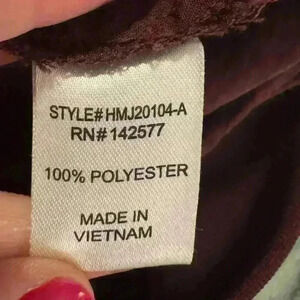 STYLE# HMJ20104-A
RN# 142577
100% POLYESTER
MADE IN
VIETNAM